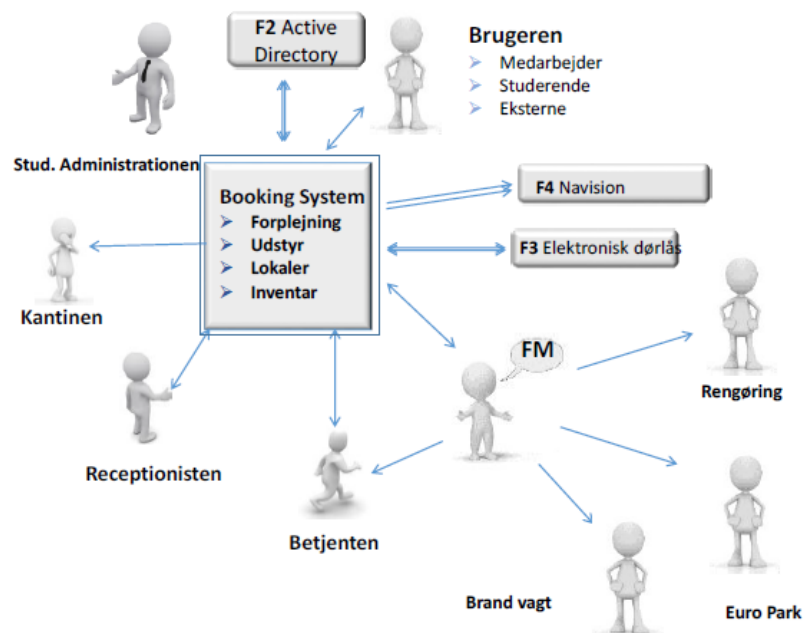 F2 Active
Directory
Brugeren
Medarbejder
Studerende
Eksterne
Stud. Administrationen
Booking System
Forplejning
Udstyr
Lokaler
Inventar
F4 Navision
F3 Elektronisk dørlås
Kantinen
FM
Rengøring
Receptionisten
Betjenten
Brand vagt
Euro Park